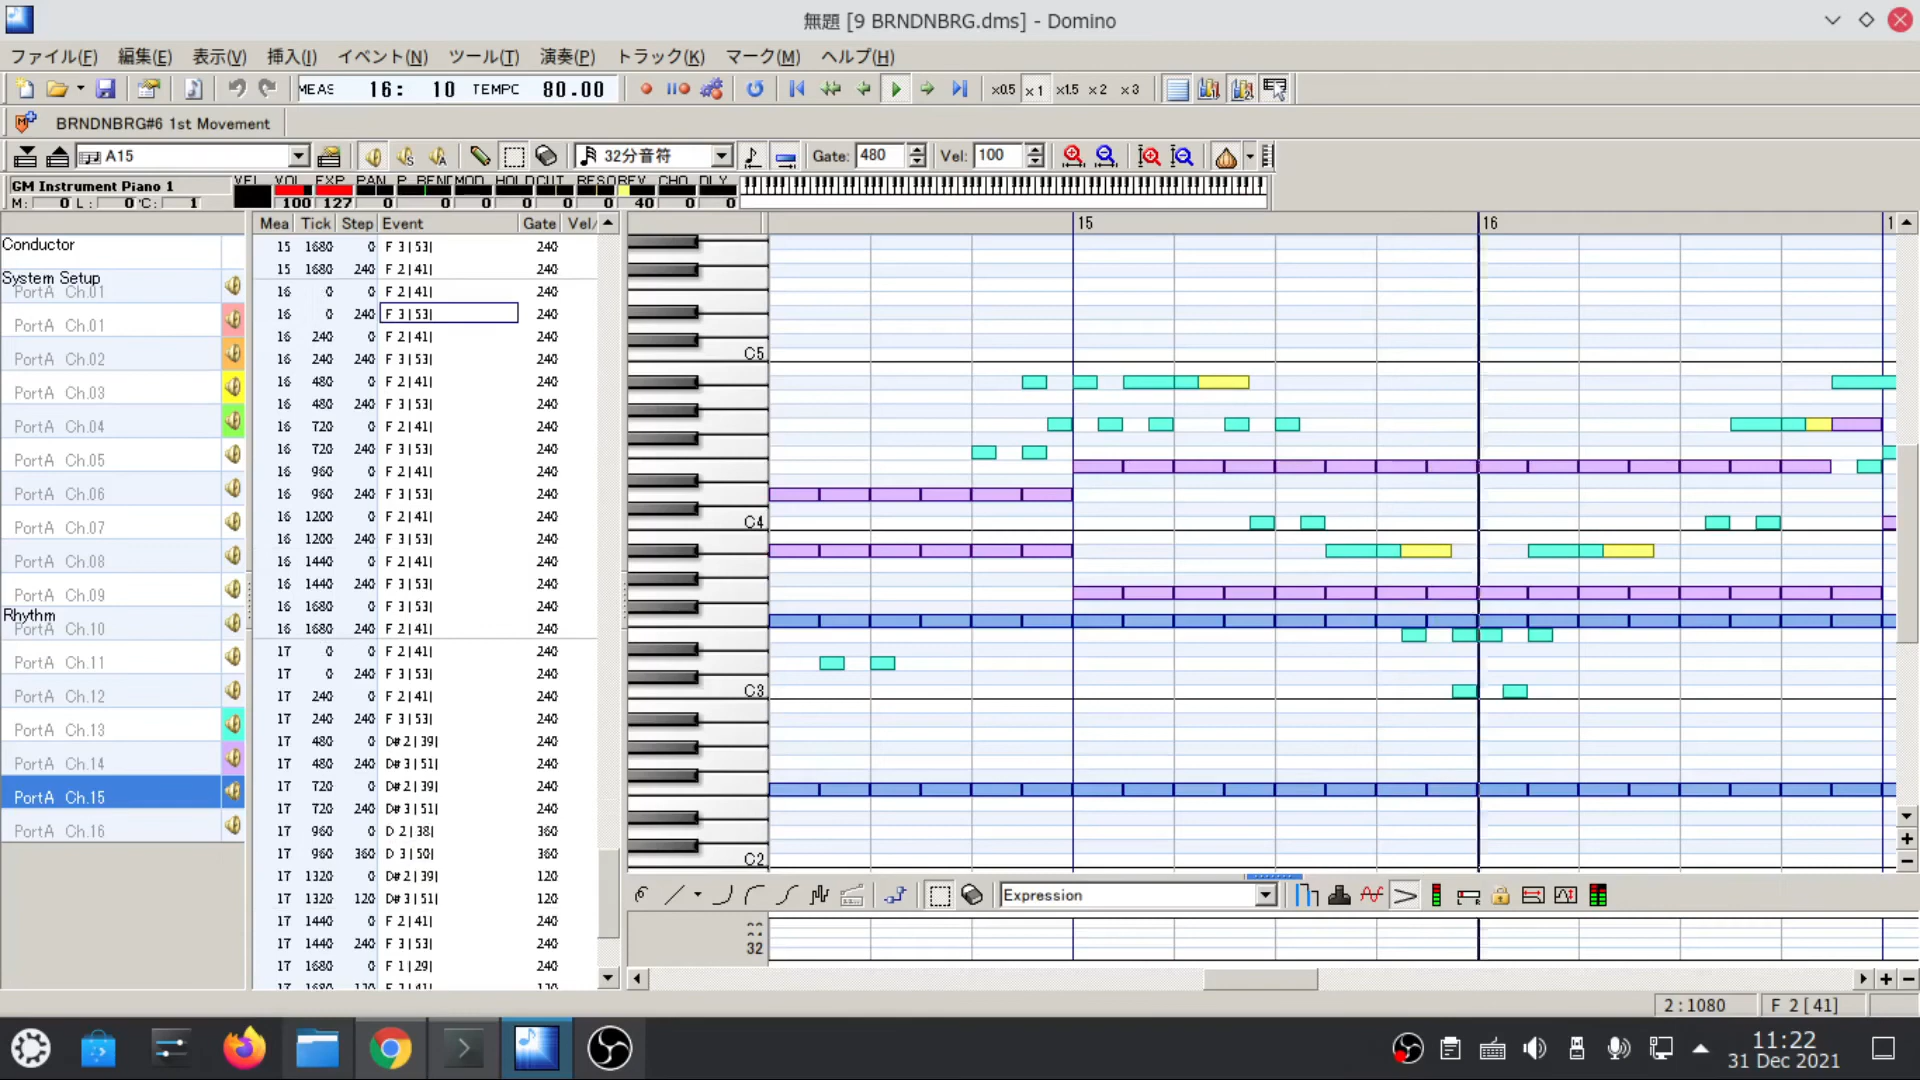 無題 [9 BRNDNBRG.dms] - Domino
ファイル(F) 編集(E) 表示(V) 挿入(I) イベント(N) ツール(T) 演奏(P) トラック(K) マーク(M) ヘルプ(H)
MEAS 16: 10 TEMPC 80.00 x0.5 x1 x1.5 x2 x3
BRNDNBRG#6 1st Movement
A15 32分音符 Gate: 480 Vel: 100
GM Instrument Piano 1 VEL VOL EXP PAN P.BEND MOD HOLD CUT RESO REV CHO DLY
M: 0 L: 0 C: 1 100 127 0 0 0 0 0 0 40 0 0
Mea Tick Step Event Gate Vel/
15 1680 0 F 3|53| 240
15 1680 240 F 2|41| 240
16 0 0 F 2|41| 240
16 0 240 F 3|53| 240
16 240 0 F 2|41| 240
16 240 240 F 3|53| 240
16 480 0 F 2|41| 240
16 480 240 F 3|53| 240
16 720 0 F 2|41| 240
16 720 240 F 3|53| 240
16 960 0 F 2|41| 240
16 960 240 F 3|53| 240
16 1200 0 F 2|41| 240
16 1200 240 F 3|53| 240
16 1440 0 F 2|41| 240
16 1440 240 F 3|53| 240
16 1680 0 F 3|53| 240
16 1680 240 F 2|41| 240
17 0 0 F 2|41| 240
17 0 240 F 3|53| 240
17 240 0 F 2|41| 240
17 240 240 F 3|53| 240
17 480 0 D# 2|39| 240
17 480 240 D# 3|51| 240
17 720 0 D# 2|39| 240
17 720 240 D# 3|51| 240
17 960 0 D 2|38| 360
17 960 360 D 3|50| 360
17 1320 0 D# 2|39| 120
17 1320 120 D# 3|51| 120
17 1440 0 F 2|41| 240
17 1440 240 F 3|53| 240
17 1680 0 F 1|29| 240
Conductor
System Setup
PortA Ch.01
PortA Ch.01
PortA Ch.02
PortA Ch.03
PortA Ch.04
PortA Ch.05
PortA Ch.06
PortA Ch.07
PortA Ch.08
PortA Ch.09
Rhythm
PortA Ch.10
PortA Ch.11
PortA Ch.12
PortA Ch.13
PortA Ch.14
PortA Ch.15
PortA Ch.16
15 16 1
C5
C4
C3
C2
Expression
32
2:1080 F 2[41]
11:22
31 Dec 2021